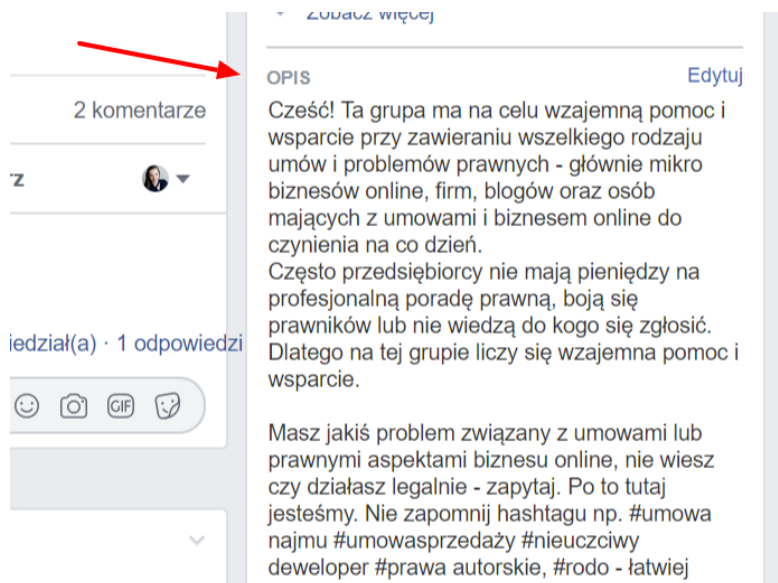 Zobacz więcej
OPIS
Edytuj
Cześć! Ta grupa ma na celu wzajemną pomoc i
wsparcie przy zawieraniu wszelkiego rodzaju
umów i problemów prawnych - głównie mikro
biznesów online, firm, blogów oraz osób
mających z umowami i biznesem online do
czynienia na co dzień.
Często przedsiębiorcy nie mają pieniędzy na
profesjonalną poradę prawną, boją się
prawników lub nie wiedzą do kogo się zgłosić.
Dlatego na tej grupie liczy się wzajemna pomoc i
wsparcie.
Masz jakiś problem związany z umowami lub
prawnymi aspektami biznesu online, nie wiesz
czy działasz legalnie - zapytaj. Po to tutaj
jesteśmy. Nie zapomnij hashtagu np. #umowa
najmu #umowasprzedaży #nieuczciwy
deweloper #prawa autorskie, #rodo - łatwiej
2 komentarze
rz
iedział(a) · 1 odpowiedzi
GIF